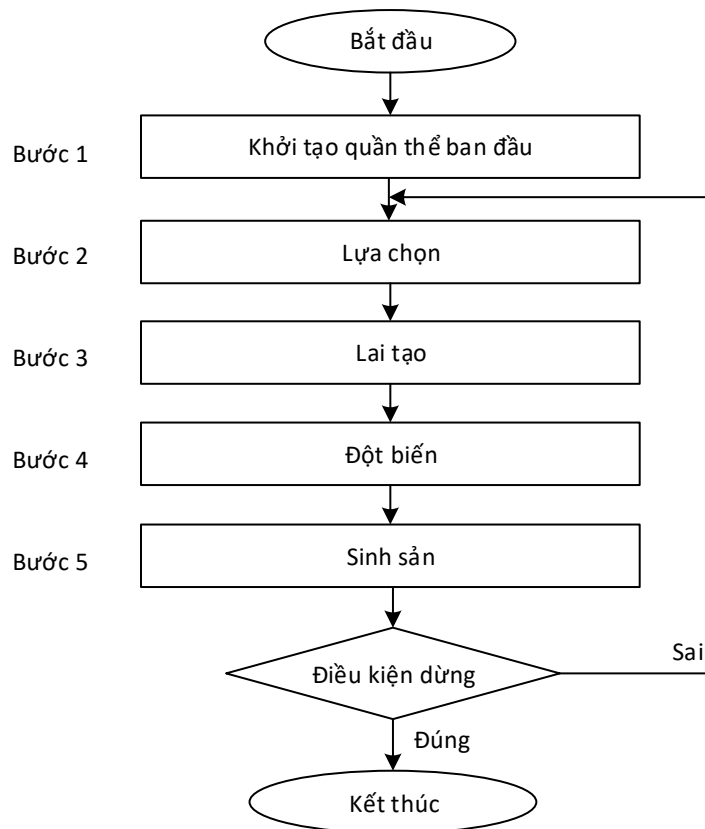 Bắt đầu
Bước 1
Khởi tạo quần thể ban đầu
Bước 2
Lựa chọn
Bước 3
Lai tạo
Bước 4
Đột biến
Bước 5
Sinh sản
Điều kiện dừng
Sai
Đúng
Kết thúc